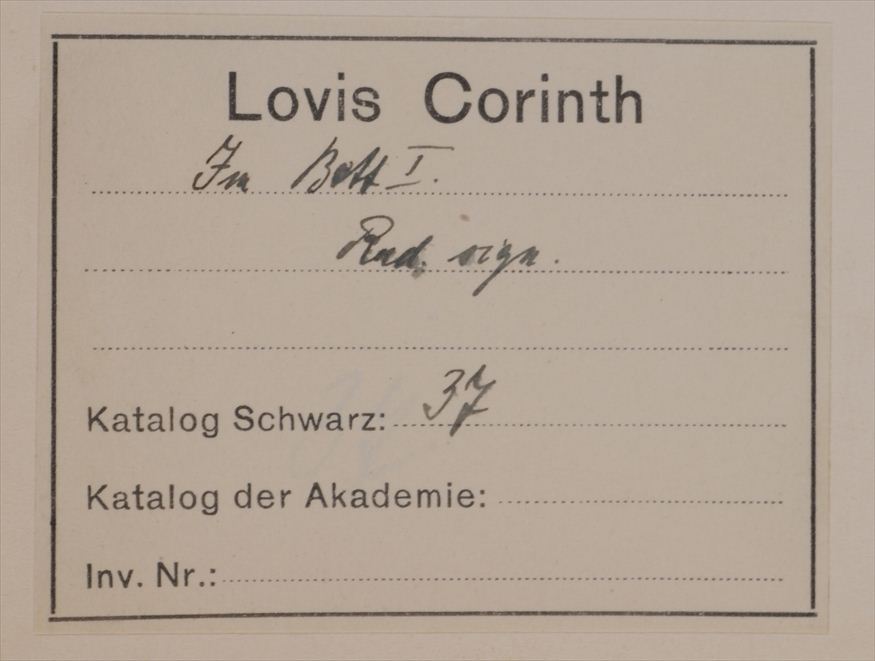 Lovis Corinth
Im Bett I.
Rad. sign.
Katalog Schwarz: 37
Katalog der Akademie:
Inv. Nr.: